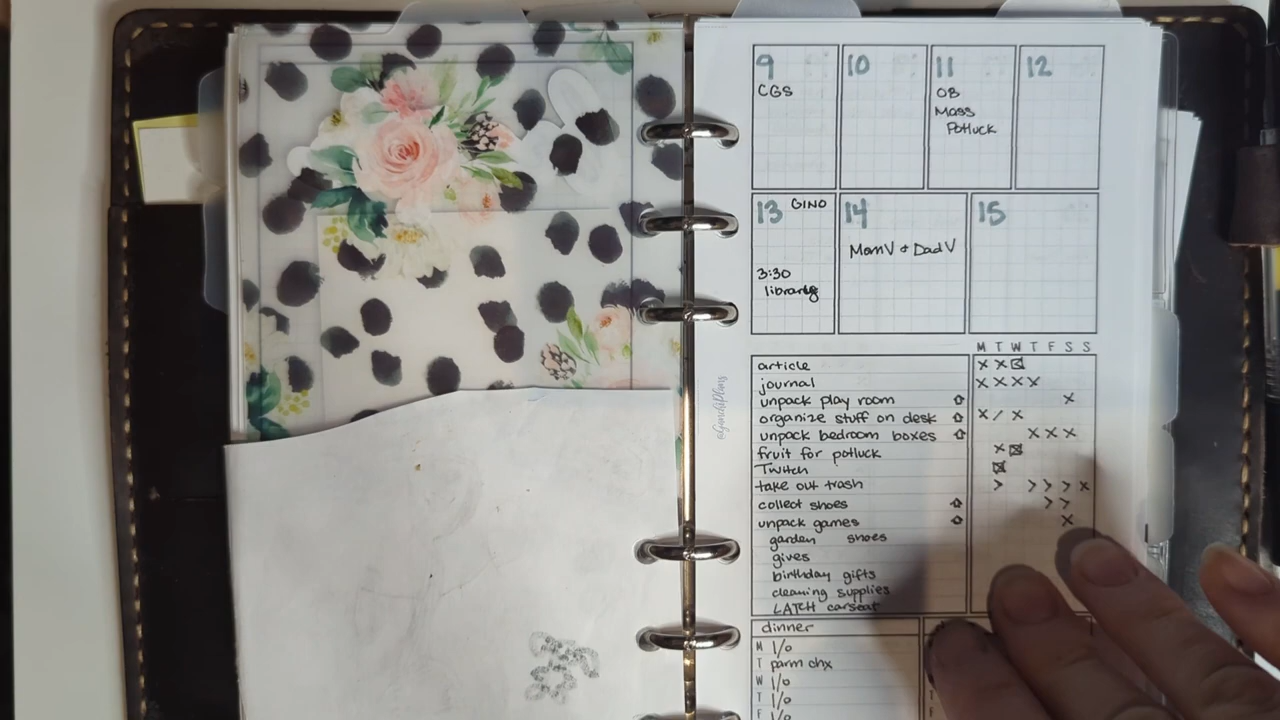 9
CGS
10
11
OB
Mass
Potluck
12
13 GINO
3:30
library
14
Mom V + Dad V
15
M T W T F S S
article
journal
unpack play room
organize stuff on desk
unpack bedroom boxes
fruit for potluck
Twitch
take out trash
collect shoes
unpack games
garden shoes
gives
birthday gifts
cleaning supplies
LATCH carseat
dinner
M l/o
T parm chx
W l/o
T l/o
F l/o